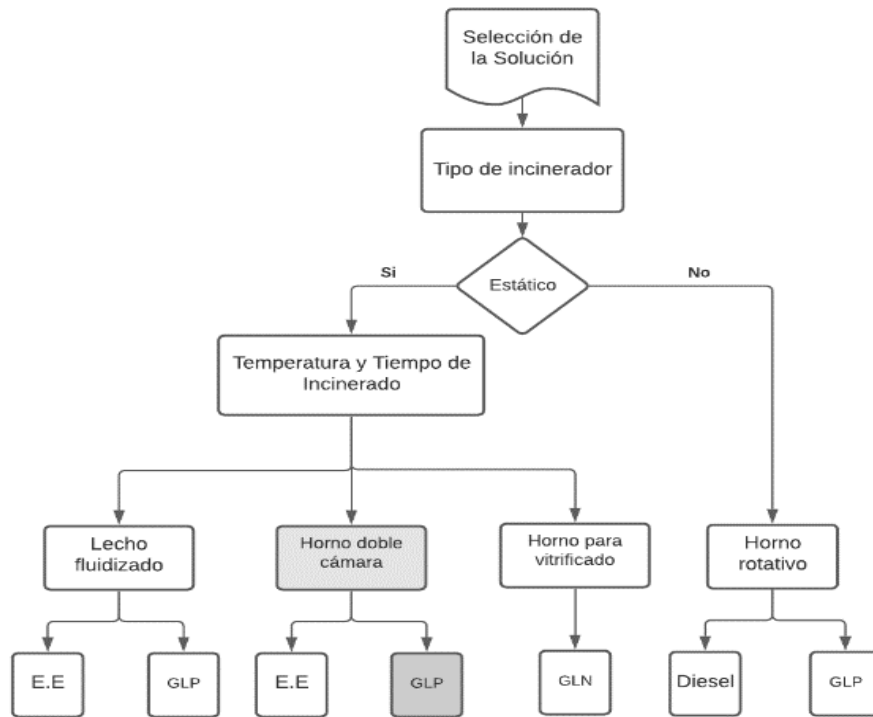 Selección de
la Solución
Tipo de incinerador
Si
Estático
No
Temperatura y Tiempo de
Incinerado
Lecho
fluidizado
Horno doble
cámara
Horno para
vitrificado
Horno
rotativo
E.E
GLP
E.E
GLP
GLN
Diesel
GLP